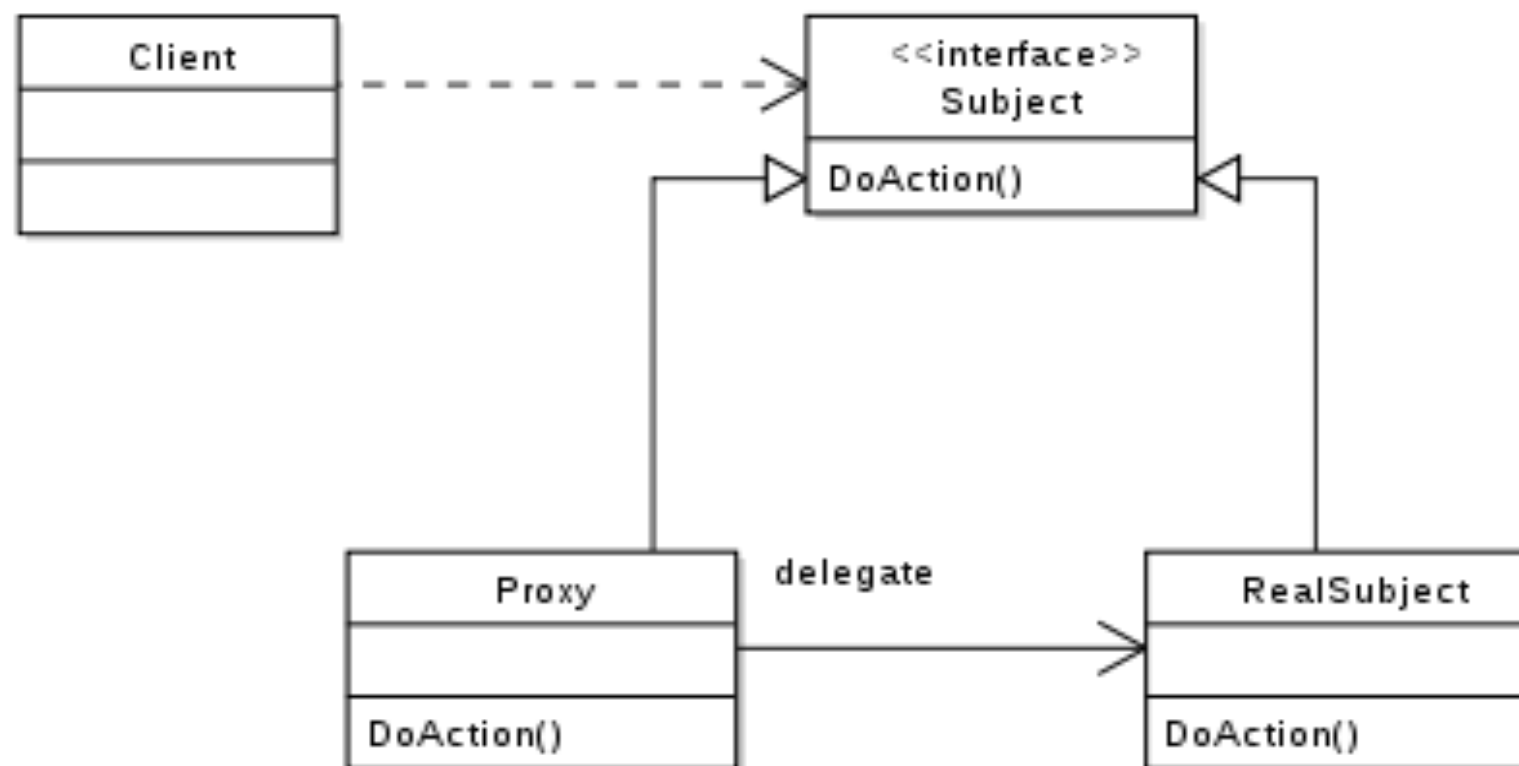 Client
<<interface>>
Subject
DoAction()
Proxy
delegate
RealSubject
DoAction()
DoAction()